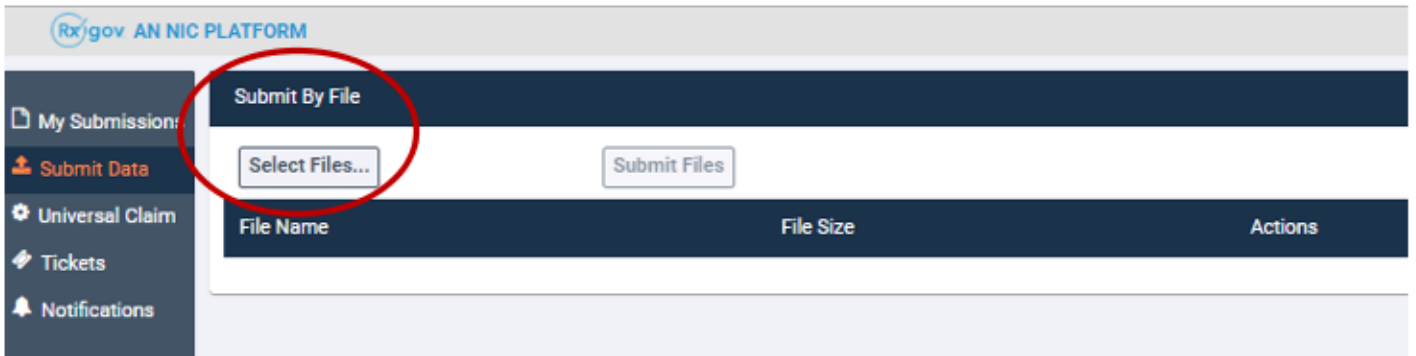 Rx gov AN NIC PLATFORM
My Submissions
Submit Data
Universal Claim
Tickets
Notifications
Submit By File
Select Files...
Submit Files
File Name File Size Actions